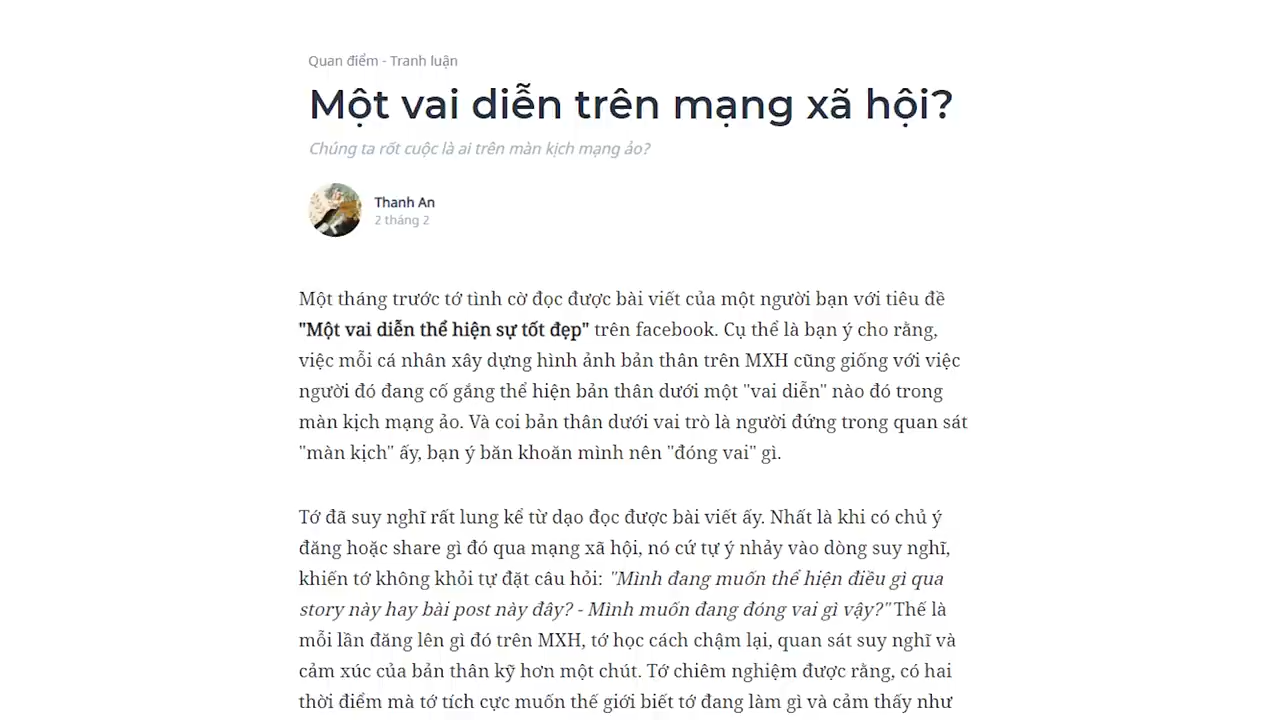 Quan điểm - Tranh luận
Một vai diễn trên mạng xã hội?
Chúng ta rốt cuộc là ai trên màn kịch mạng ảo?
Thanh An
2 tháng 2
Một tháng trước tớ tình cờ đọc được bài viết của một người bạn với tiêu đề
"Một vai diễn thể hiện sự tốt đẹp" trên facebook. Cụ thể là bạn ý cho rằng,
việc mỗi cá nhân xây dựng hình ảnh bản thân trên MXH cũng giống với việc
người đó đang cố gắng thể hiện bản thân dưới một "vai diễn" nào đó trong
màn kịch mạng ảo. Và coi bản thân dưới vai trò là người đứng trong quan sát
"màn kịch" ấy, bạn ý băn khoăn mình nên "đóng vai" gì.
Tớ đã suy nghĩ rất lung kể từ dạo đọc được bài viết ấy. Nhất là khi có chủ ý
đăng hoặc share gì đó qua mạng xã hội, nó cứ tự ý nhảy vào dòng suy nghĩ,
khiến tớ không khỏi tự đặt câu hỏi: "Mình đang muốn thể hiện điều gì qua
story này hay bài post này đây? - Mình muốn đang đóng vai gì vậy?" Thế là
mỗi lần đăng lên gì đó trên MXH, tớ học cách chậm lại, quan sát suy nghĩ và
cảm xúc của bản thân kỹ hơn một chút. Tớ chiêm nghiệm được rằng, có hai
thời điểm mà tớ tích cực muốn thế giới biết tớ đang làm gì và cảm thấy như